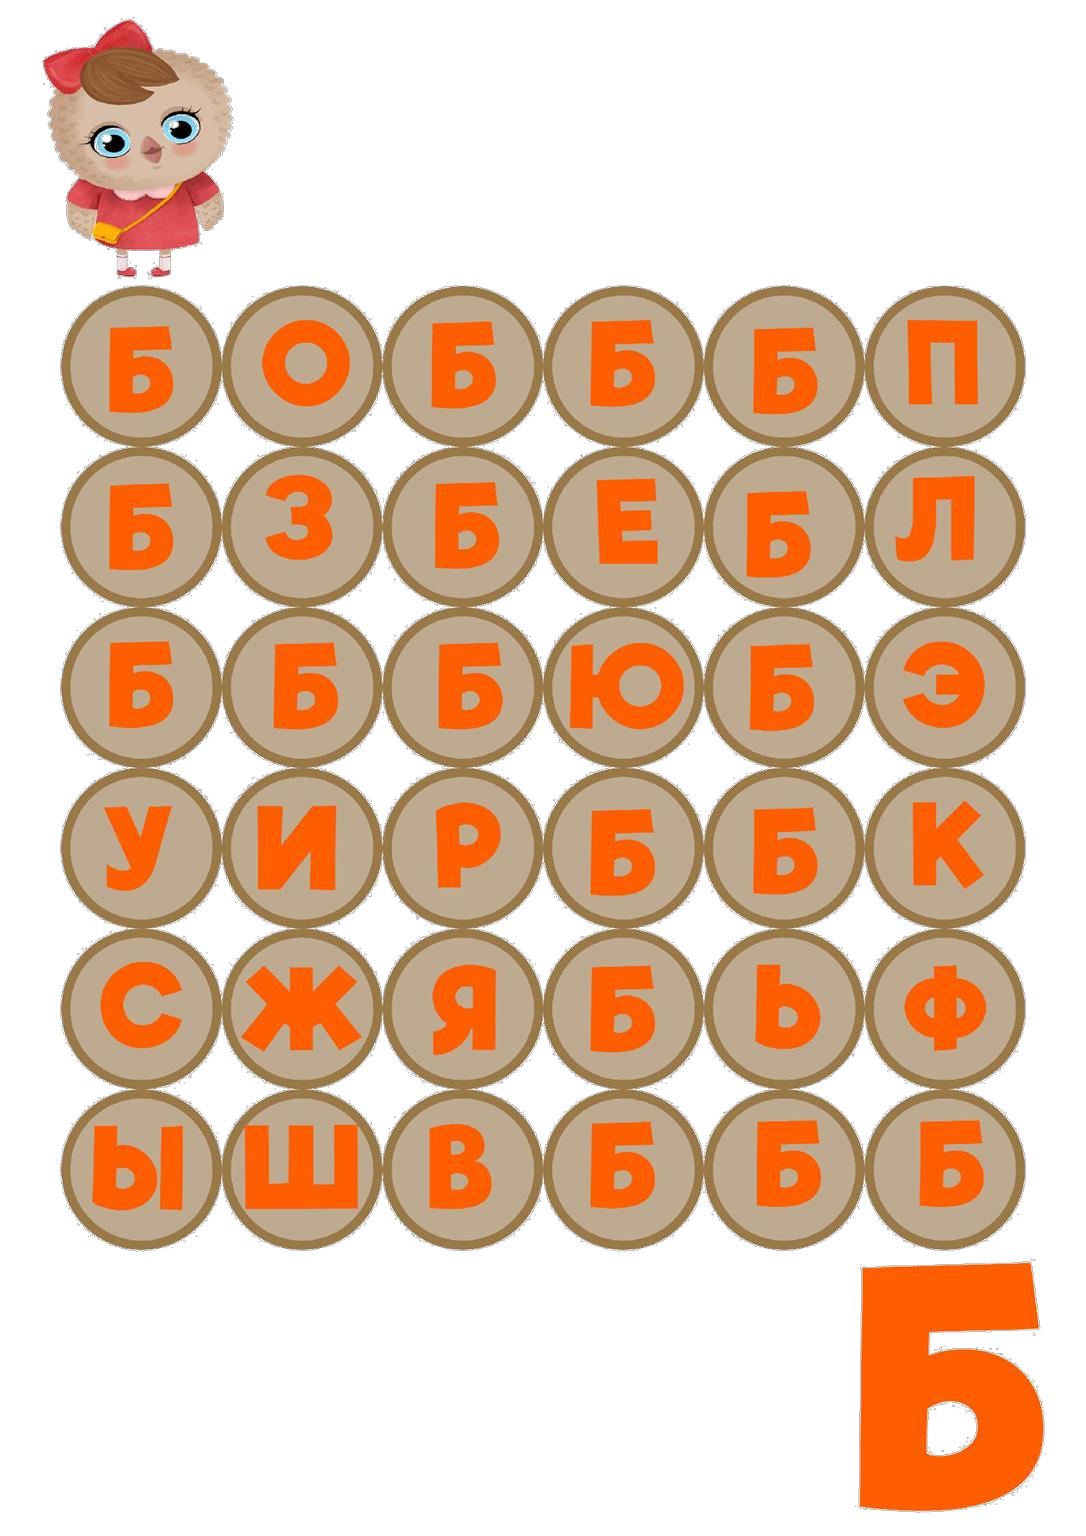 Б О Б Б Б П
Б З Б Е Б Л
Б Б Б Ю Б Э
У И Р Б Б К
С Ж Я Б Ь Ф
Ы Ш В Б Б Б
Б